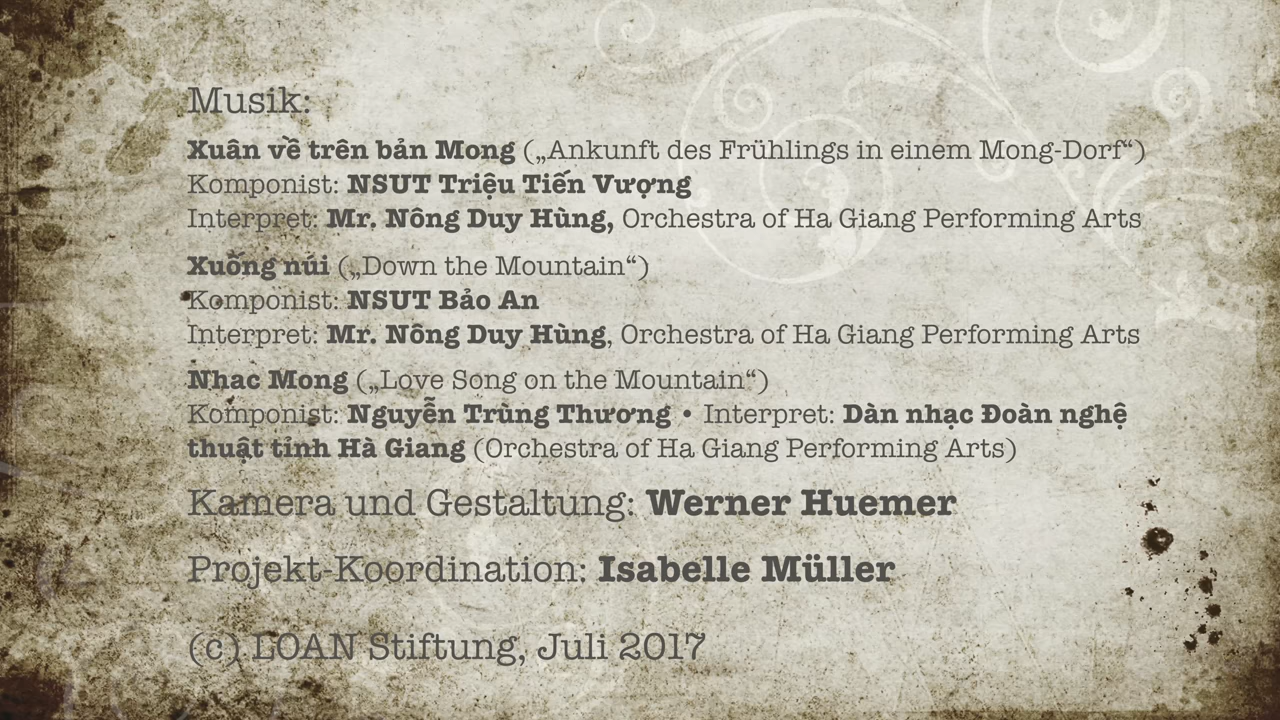 Musik:
Xuân về trên bản Mong („Ankunft des Frühlings in einem Mong-Dorf“)
Komponist: NSUT Triệu Tiến Vượng
Interpret: Mr. Nông Duy Hùng, Orchestra of Ha Giang Performing Arts
Xuống núi („Down the Mountain“)
Komponist: NSUT Bảo An
Interpret: Mr. Nông Duy Hùng, Orchestra of Ha Giang Performing Arts
Nhac Mong („Love Song on the Mountain“)
Komponist: Nguyễn Trùng Thương • Interpret: Dàn nhạc Đoàn nghệ
thuật tỉnh Hà Giang (Orchestra of Ha Giang Performing Arts)
Kamera und Gestaltung: Werner Huemer
Projekt-Koordination: Isabelle Müller
(c) LOAN Stiftung, Juli 2017